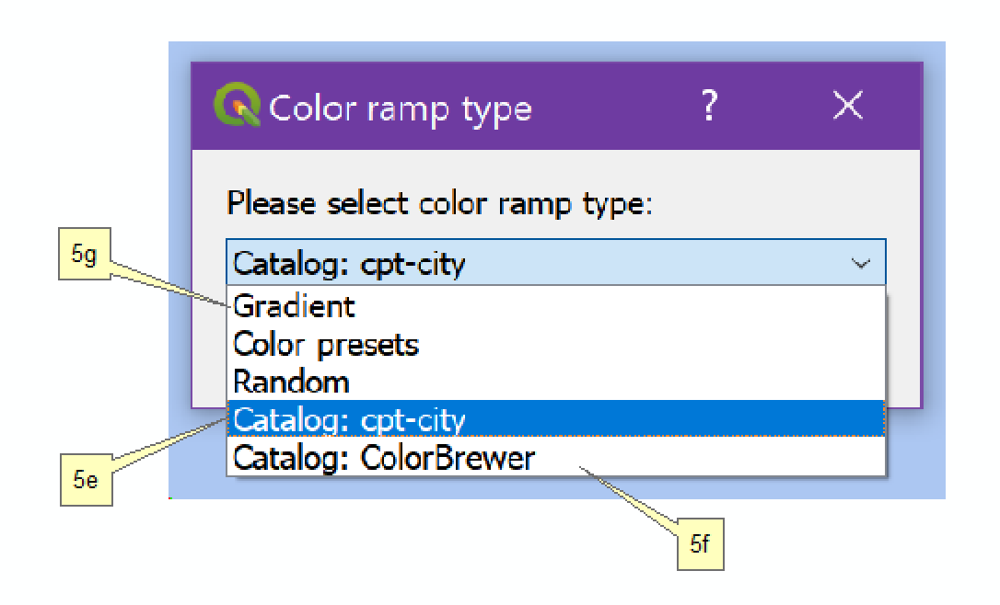 Color ramp type ? ×
Please select color ramp type:
5g
Catalog: cpt-city
Gradient
Color presets
Random
Catalog: cpt-city
Catalog: ColorBrewer
5e
5f